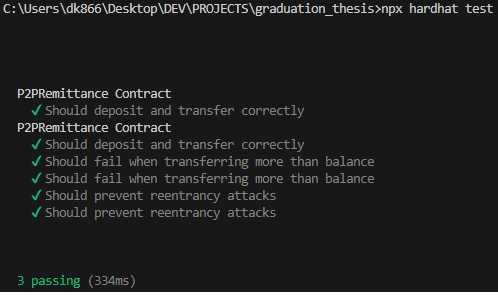 C:\Users\dk866\Desktop\DEV\PROJECTS\graduation_thesis>npx hardhat test
P2PRemittance Contract
✔ Should deposit and transfer correctly
P2PRemittance Contract
✔ Should deposit and transfer correctly
✔ Should fail when transferring more than balance
✔ Should fail when transferring more than balance
✔ Should prevent reentrancy attacks
✔ Should prevent reentrancy attacks
3 passing (334ms)